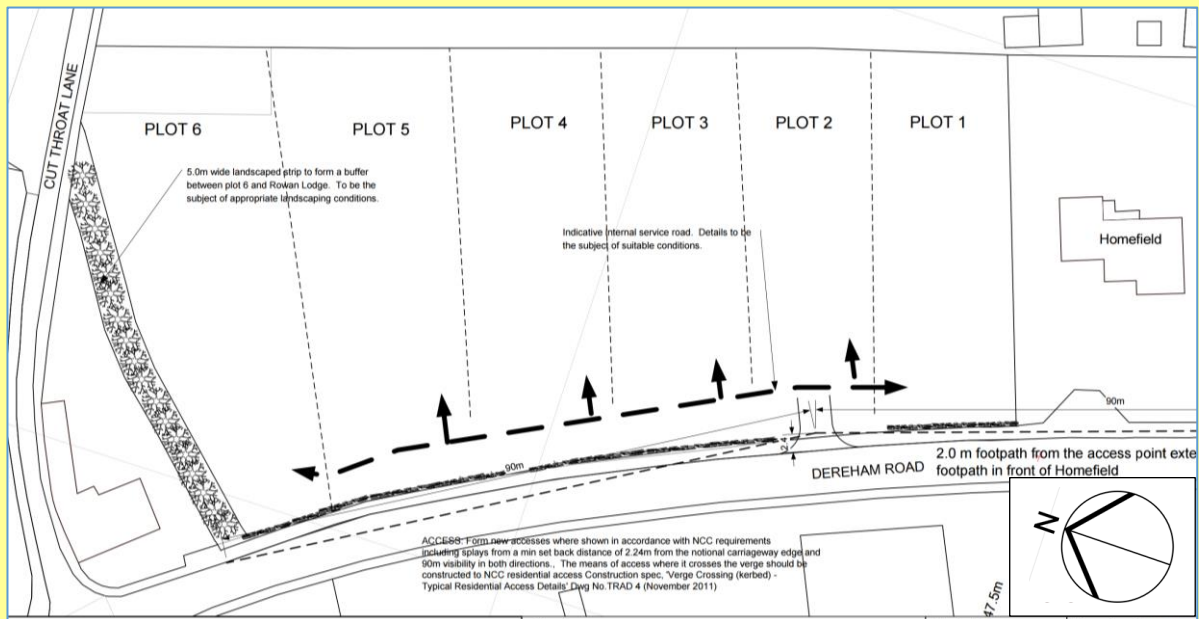 CUT THROAT LANE
PLOT 6
PLOT 5
PLOT 4
PLOT 3
PLOT 2
PLOT 1
5.0m wide landscaped strip to form a buffer
between plot 6 and Rowan Lodge. To be the
subject of appropriate landscaping conditions.
Indicative internal service road. Details to be
the subject of suitable conditions.
Homefield
90m
90m
2.4
DEREHAM ROAD
2.0 m footpath from the access point exte
footpath in front of Homefield
ACCESS: Form new accesses where shown in accordance with NCC requirements
including splays from a min set back distance of 2.24m from the notional carriageway edge and
90m visibility in both directions.. The means of access where it crosses the verge should be
constructed to NCC residential access Construction spec, 'Verge Crossing (kerbed) -
Typical Residential Access Details' Dwg No.TRAD 4 (November 2011)
47.5m
N